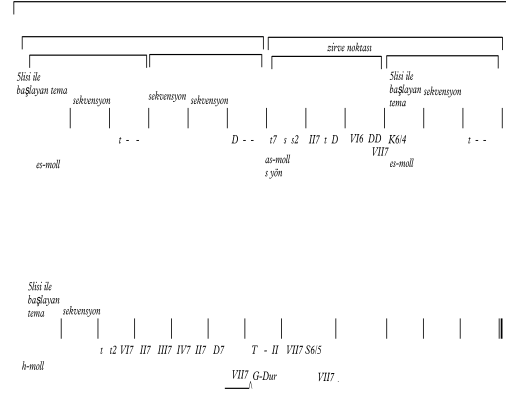 zirve noktası
5lisi ile
başlayan tema
sekvensyon
sekvensyon
sekvensyon
5lisi ile
başlayan
tema
sekvensyon
t - -
D - -
t7 s s2
II7 t D
VI6 DD
VII7
K6/4
t - -
es-moll
as-moll
s yön
es-moll
5lisi ile
başlayan
tema
sekvensyon
t t2 VI7 II7 III7 IV7 II7 D7
T - II VII7 S6/5
h-moll
VII7 G-Dur
VII7 .